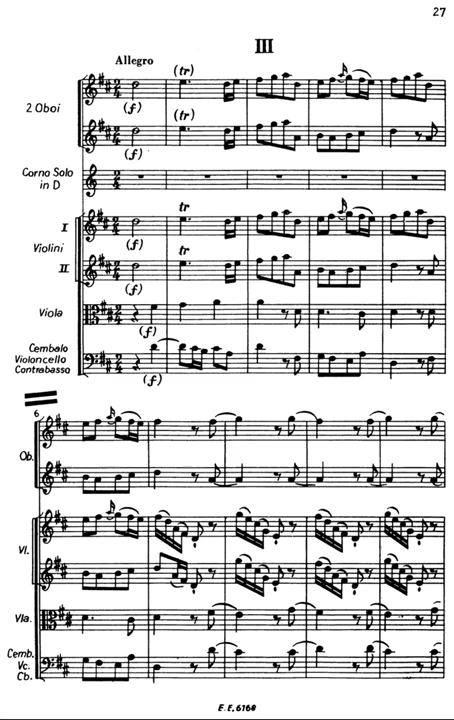 27
III
Allegro
2 Oboi
(f)
(tr)
(f)
(tr)
Corno Solo
in D
I
(f)
tr
Violini
II
(f)
tr
Viola
(f)
Cembalo
Violoncello
Contrabasso
(f)
6
Ob.
Vl.
Vla.
Cemb.
Vc.
Cb.
E. E. 6168